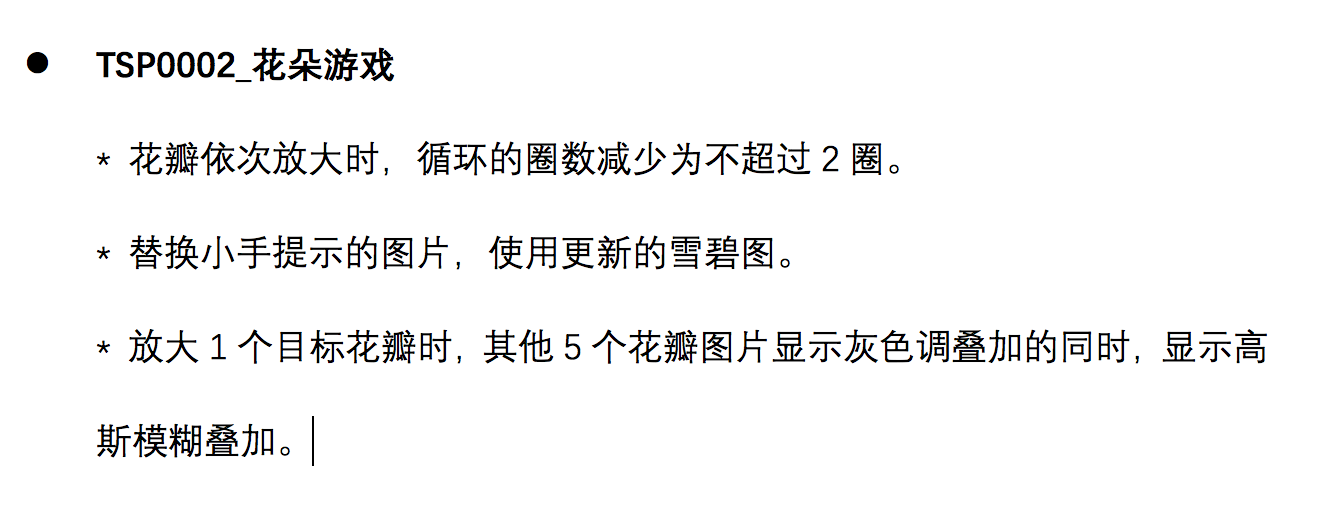 ● TSP0002_花朵游戏
* 花瓣依次放大时，循环的圈数减少为不超过 2 圈。
* 替换小手提示的图片，使用更新的雪碧图。
* 放大 1 个目标花瓣时，其他 5 个花瓣图片显示灰色调叠加的同时，显示高
斯模糊叠加。